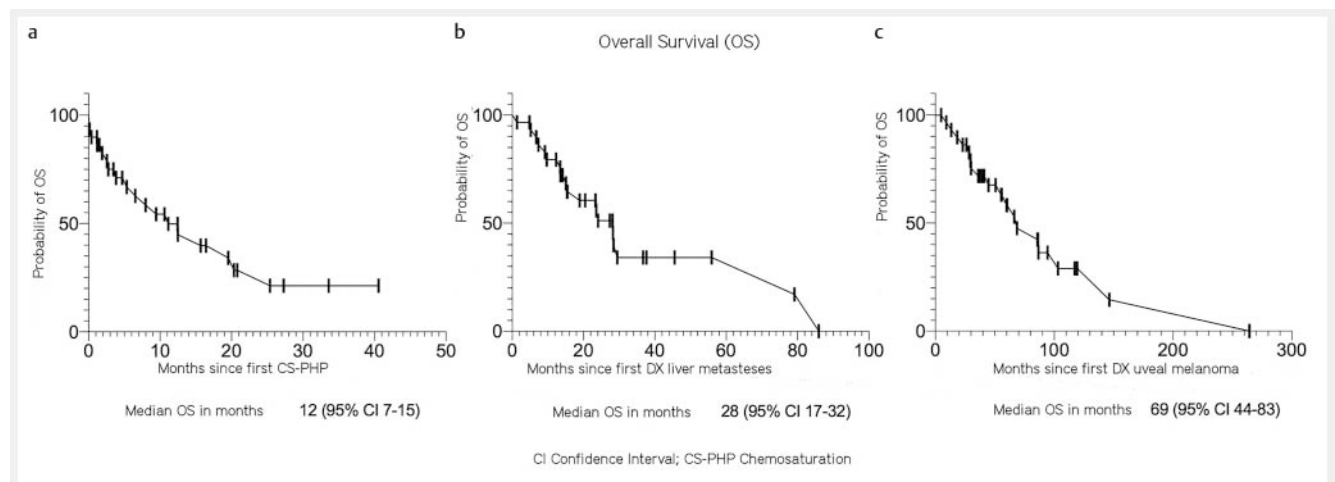 a
b
c
Overall Survival (OS)
Probability of OS
100
50
0
0 10 20 30 40 50
Months since first CS-PHP
Median OS in months 12 (95% CI 7-15)
Probability of OS
100
50
0
0 20 40 60 80 100
Months since first DX liver metasteses
Median OS in months 28 (95% CI 17-32)
Probability of OS
100
50
0
0 100 200 300
Months since first DX uveal melanoma
Median OS in months 69 (95% CI 44-83)
CI Confidence Interval; CS-PHP Chemosaturation